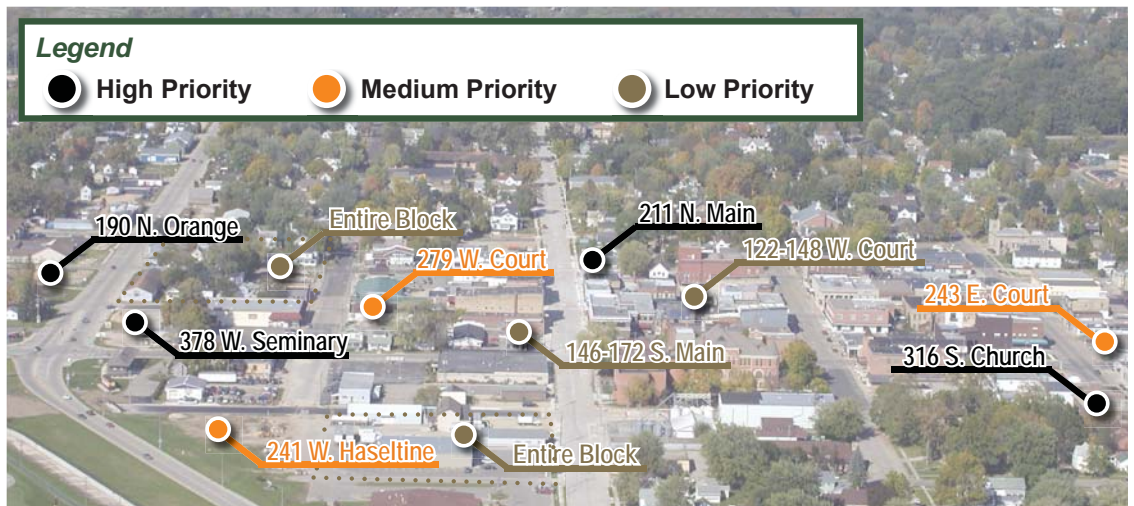 Legend
High Priority
Medium Priority
Low Priority
190 N. Orange
Entire Block
211 N. Main
279 W. Court
122-148 W. Court
243 E. Court
378 W. Seminary
146-172 S. Main
316 S. Church
241 W. Haseltine
Entire Block